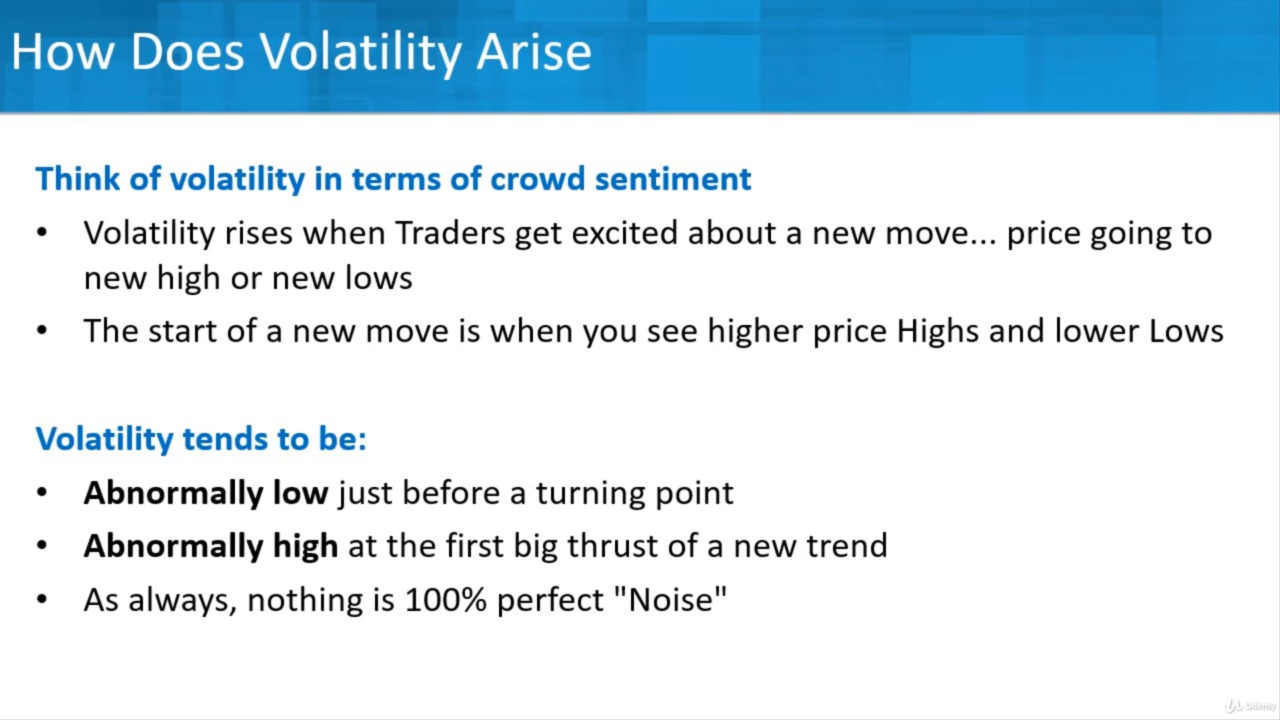 How Does Volatility Arise
Think of volatility in terms of crowd sentiment
• Volatility rises when Traders get excited about a new move... price going to
new high or new lows
• The start of a new move is when you see higher price Highs and lower Lows
Volatility tends to be:
• Abnormally low just before a turning point
• Abnormally high at the first big thrust of a new trend
• As always, nothing is 100% perfect "Noise"
Udemy